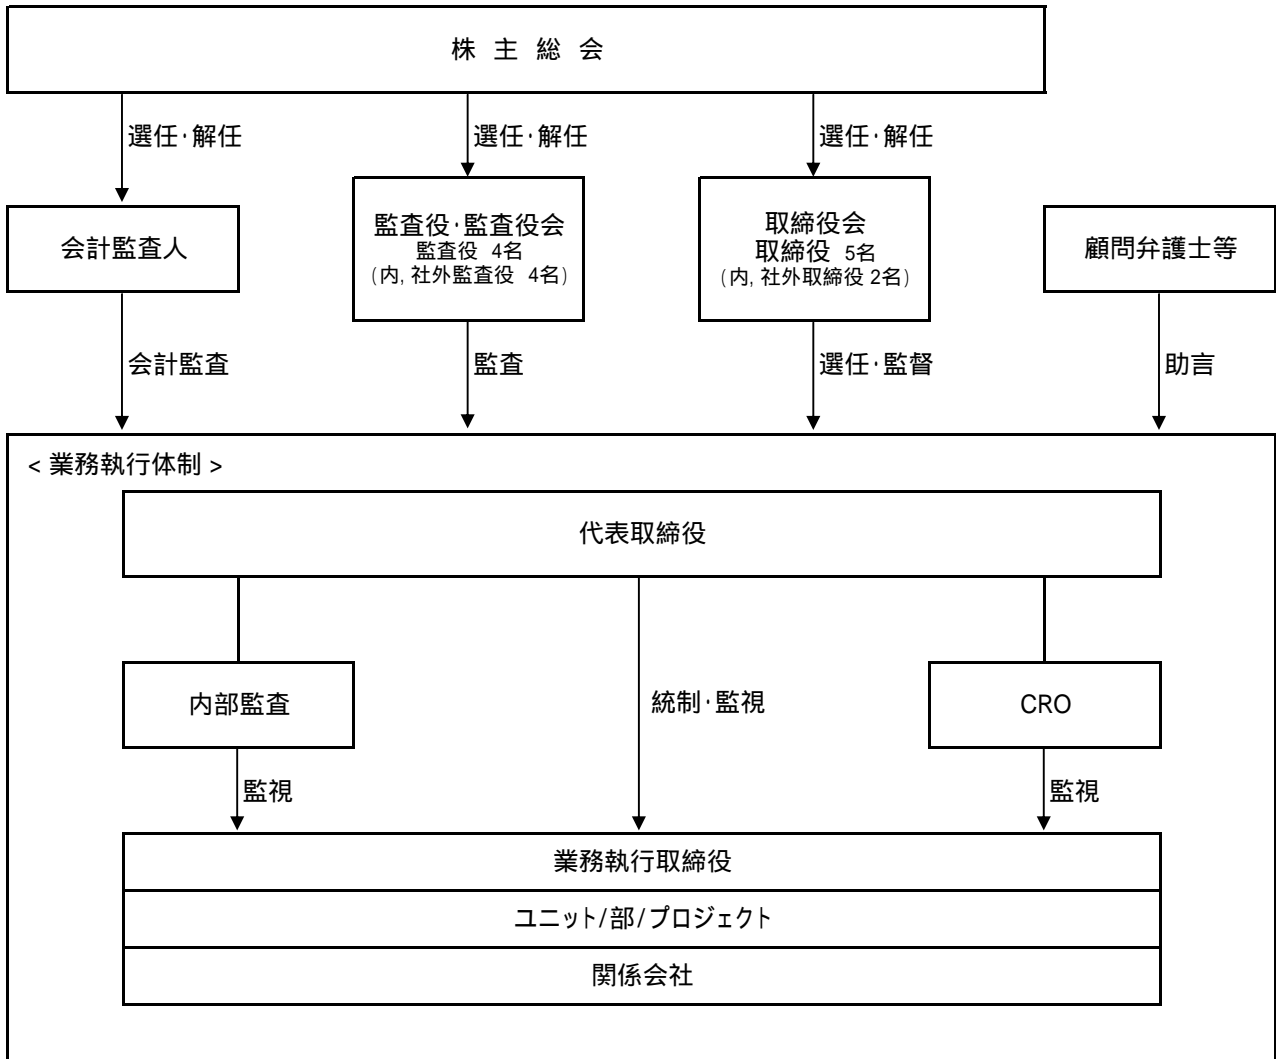 株 主 総 会
選任・解任
選任・解任
選任・解任
会計監査人
監査役・監査役会
監査役 4名
(内, 社外監査役 4名)
取締役会
取締役 5名
(内, 社外取締役 2名)
顧問弁護士等
会計監査
監査
選任・監督
助言
< 業務執行体制 >
代表取締役
内部監査
統制・監視
CRO
監視
監視
業務執行取締役
ユニット/部/プロジェクト
関係会社